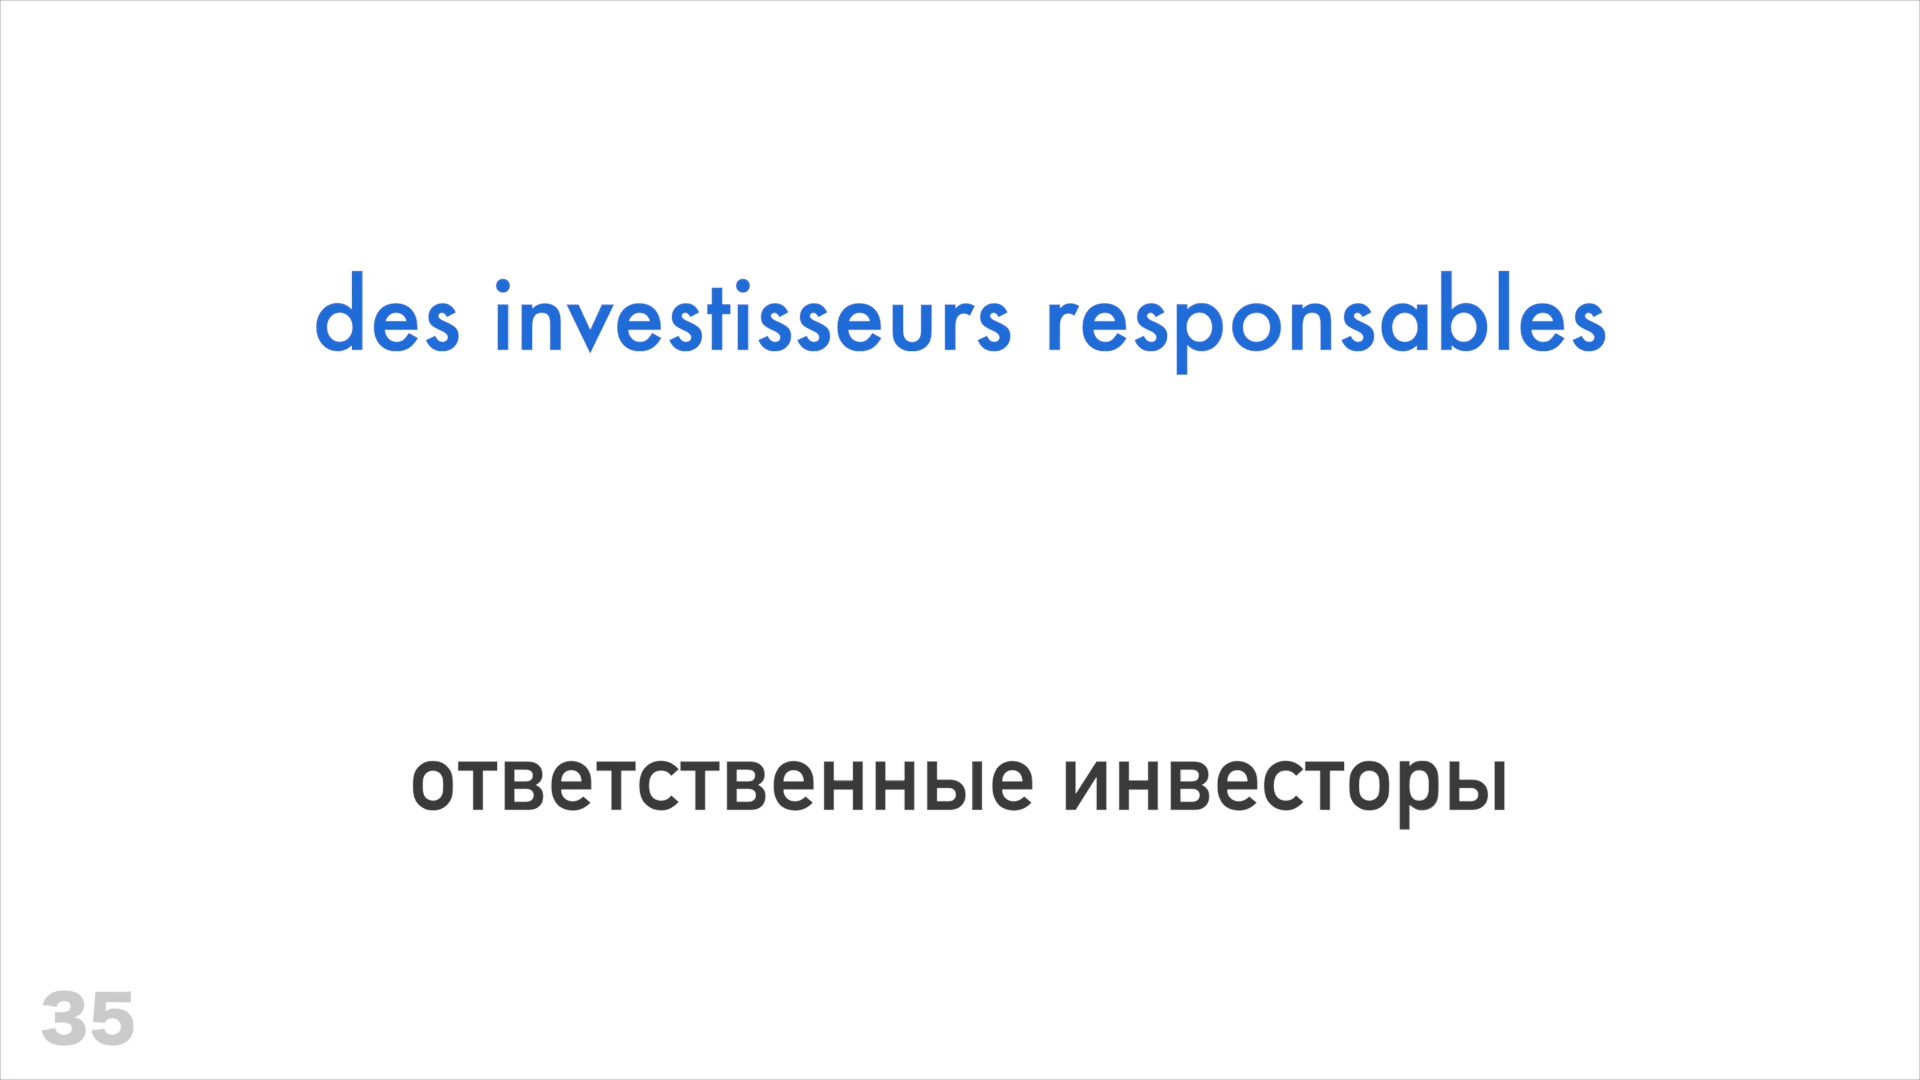 des investisseurs responsables
ответственные инвесторы
35